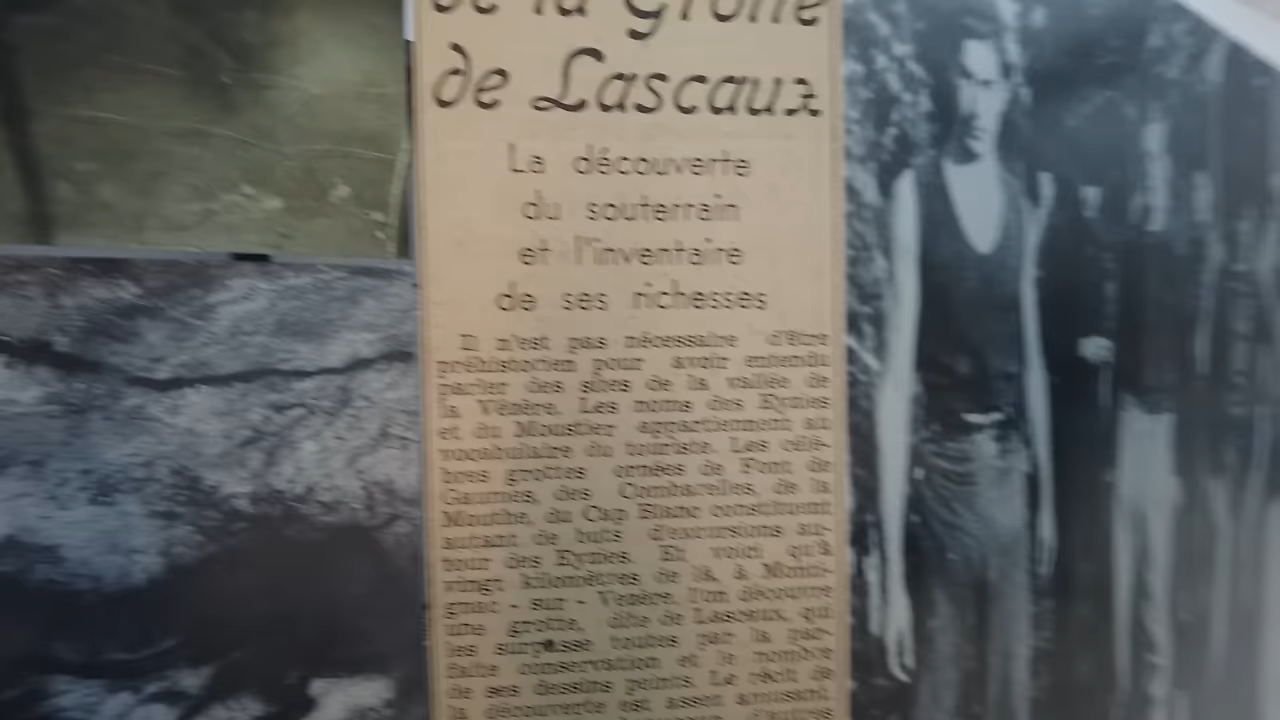 de la Grotte
de Lascaux
La découverte
du souterrain
et l'inventaire
de ses richesses
Il n'est pas nécessaire d'être
préhistorien pour avoir entendu
parler des sites de la vallée de
la Vézère. Les noms des Eyzies
et du Moustier appartiennent au
vocabulaire du touriste. Les célè-
bres grottes ornées de Font de
Gaumes, des Combarelles, de la
Mouthe, du Cap Blanc constituent
autant de buts d'excursions au-
tour des Eyzies. Et voici qu'à
vingt kilomètres de là, à Monti-
gnac - sur - Vézère, l'on découvre
une grotte, dite de Lascaux, qui
les surpasse toutes par la par-
faite conservation et le nombre
de ses dessins peints. Le récit de
la découverte est assez amusant
d'autres